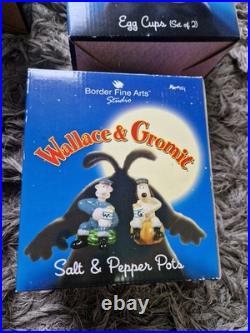 Egg Cups (Set of 2)
Border Fine Arts
Studio
Wallace & Gromit
Salt & Pepper Pots